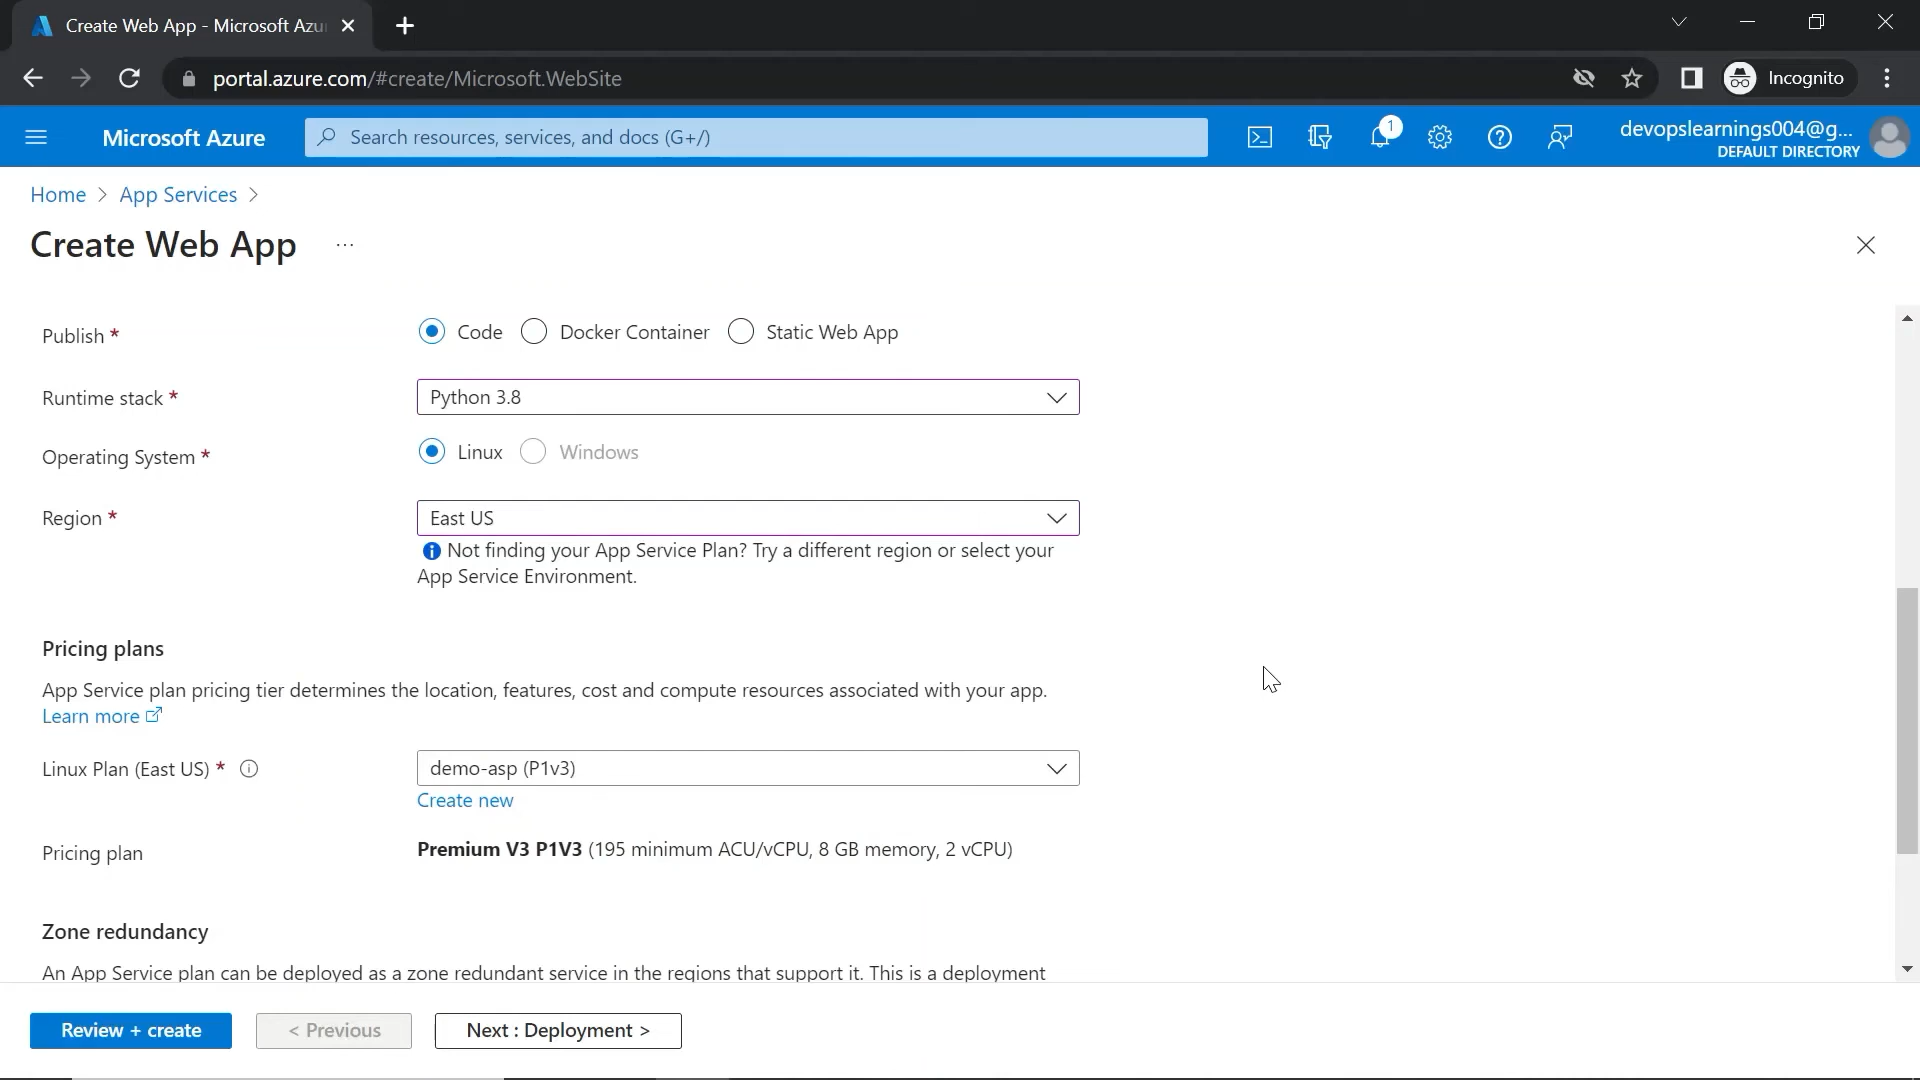 Create Web App - Microsoft Azu
portal.azure.com/#create/Microsoft.WebSite
Incognito
Microsoft Azure
Search resources, services, and docs (G+/)
1
devopslearnings004@g...
DEFAULT DIRECTORY
Home > App Services >
Create Web App ...
Publish *
Code
Docker Container
Static Web App
Runtime stack *
Python 3.8
Operating System *
Linux
Windows
Region *
East US
Not finding your App Service Plan? Try a different region or select your
App Service Environment.
Pricing plans
App Service plan pricing tier determines the location, features, cost and compute resources associated with your app.
Learn more
Linux Plan (East US) *
demo-asp (P1v3)
Create new
Pricing plan
Premium V3 P1V3 (195 minimum ACU/vCPU, 8 GB memory, 2 vCPU)
Zone redundancy
An App Service plan can be deployed as a zone redundant service in the regions that support it. This is a deployment
Review + create
< Previous
Next : Deployment >